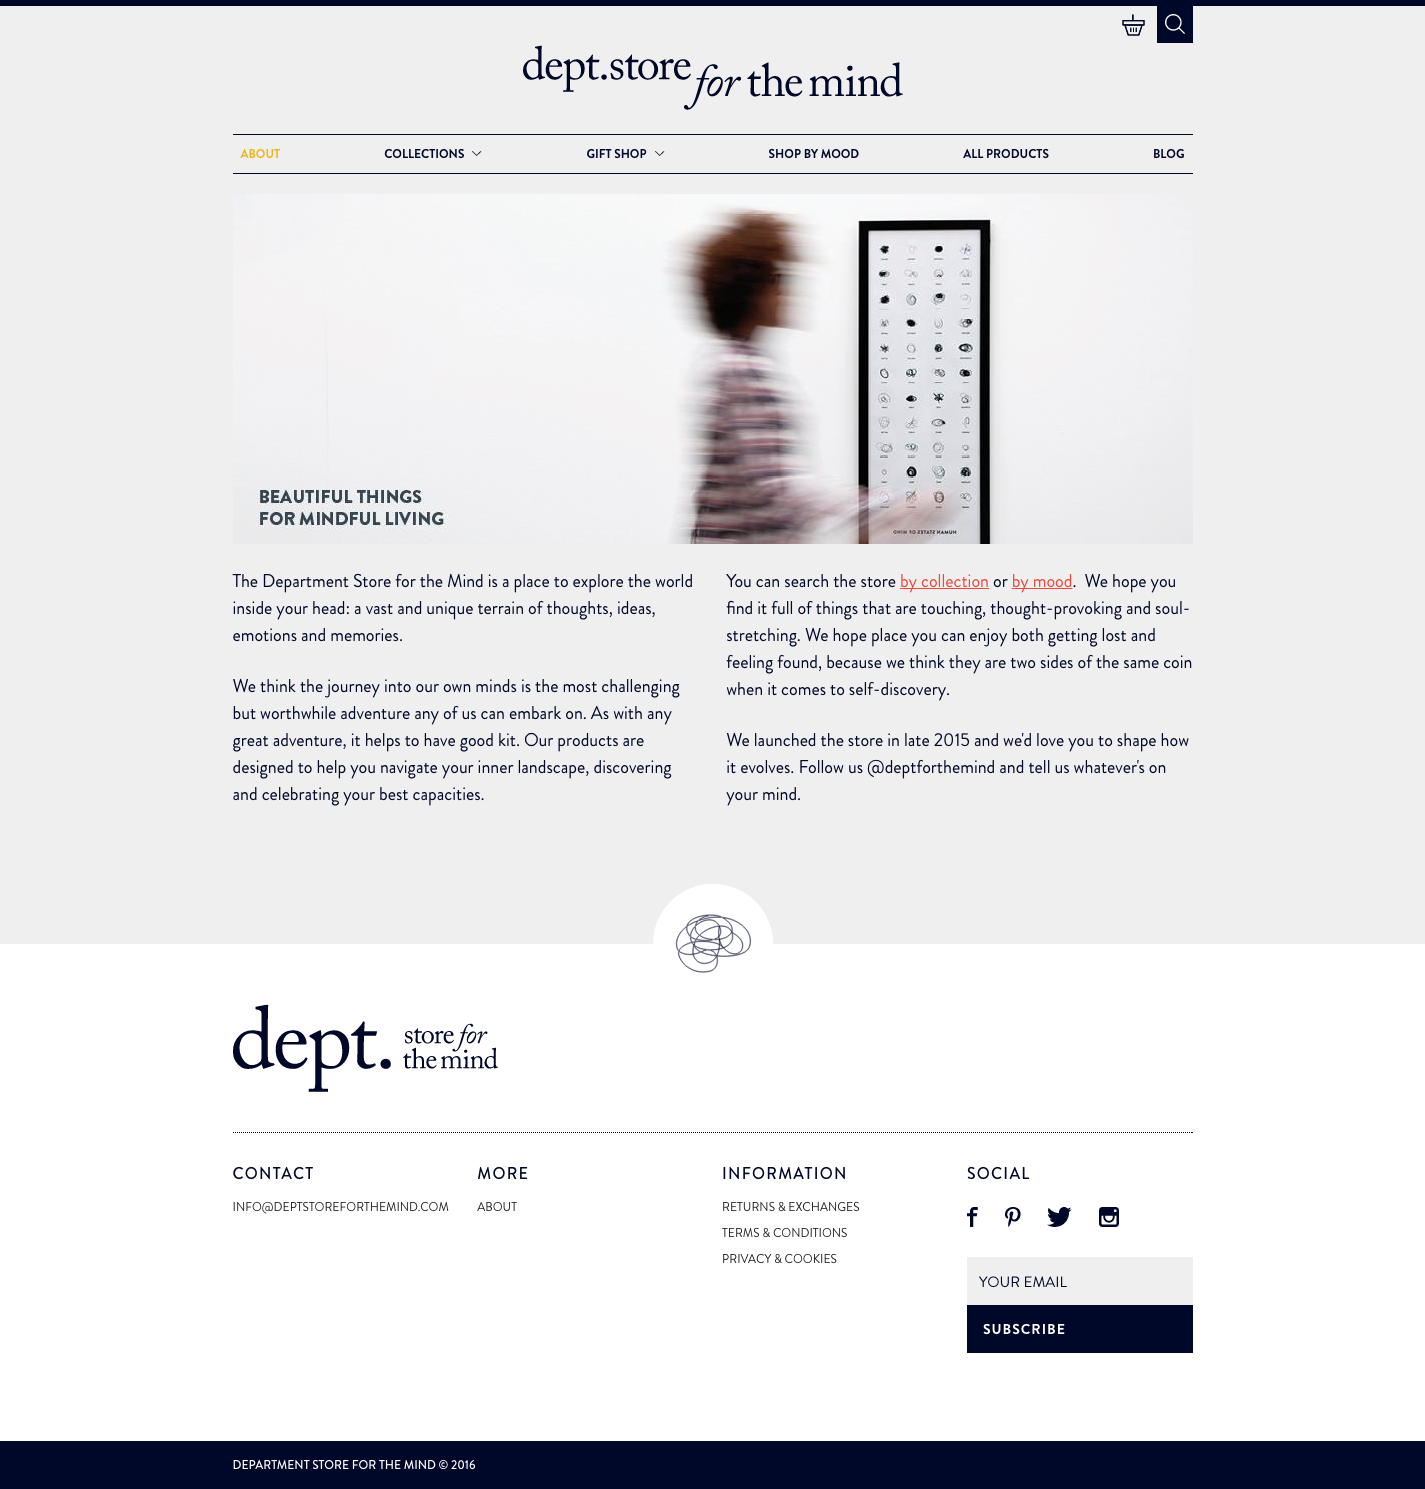 dept.store for the mind
ABOUT
COLLECTIONS
GIFT SHOP
SHOP BY MOOD
ALL PRODUCTS
BLOG
HUMAN STATES OF MIND
BEAUTIFUL THINGS
FOR MINDFUL LIVING
The Department Store for the Mind is a place to explore the world
inside your head: a vast and unique terrain of thoughts, ideas,
emotions and memories.
We think the journey into our own minds is the most challenging
but worthwhile adventure any of us can embark on. As with any
great adventure, it helps to have good kit. Our products are
designed to help you navigate your inner landscape, discovering
and celebrating your best capacities.
You can search the store by collection or by mood.  We hope you
find it full of things that are touching, thought-provoking and soul-
stretching. We hope place you can enjoy both getting lost and
feeling found, because we think they are two sides of the same coin
when it comes to self-discovery.
We launched the store in late 2015 and we'd love you to shape how
it evolves. Follow us @deptforthemind and tell us whatever's on
your mind.
dept. store for
the mind
CONTACT
INFO@DEPTSTOREFORTHEMIND.COM
MORE
ABOUT
INFORMATION
RETURNS & EXCHANGES
TERMS & CONDITIONS
PRIVACY & COOKIES
SOCIAL
YOUR EMAIL
SUBSCRIBE
DEPARTMENT STORE FOR THE MIND © 2016